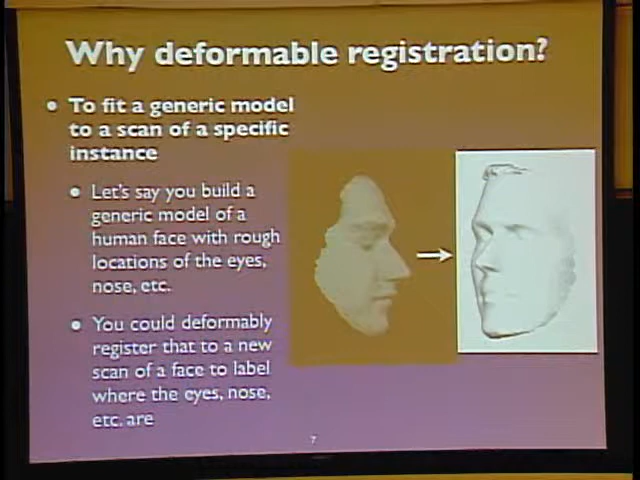 Why deformable registration?
• To fit a generic model
to a scan of a specific
instance
• Let's say you build a
generic model of a
human face with rough
locations of the eyes,
nose, etc.
• You could deformably
register that to a new
scan of a face to label
where the eyes, nose,
etc. are
7